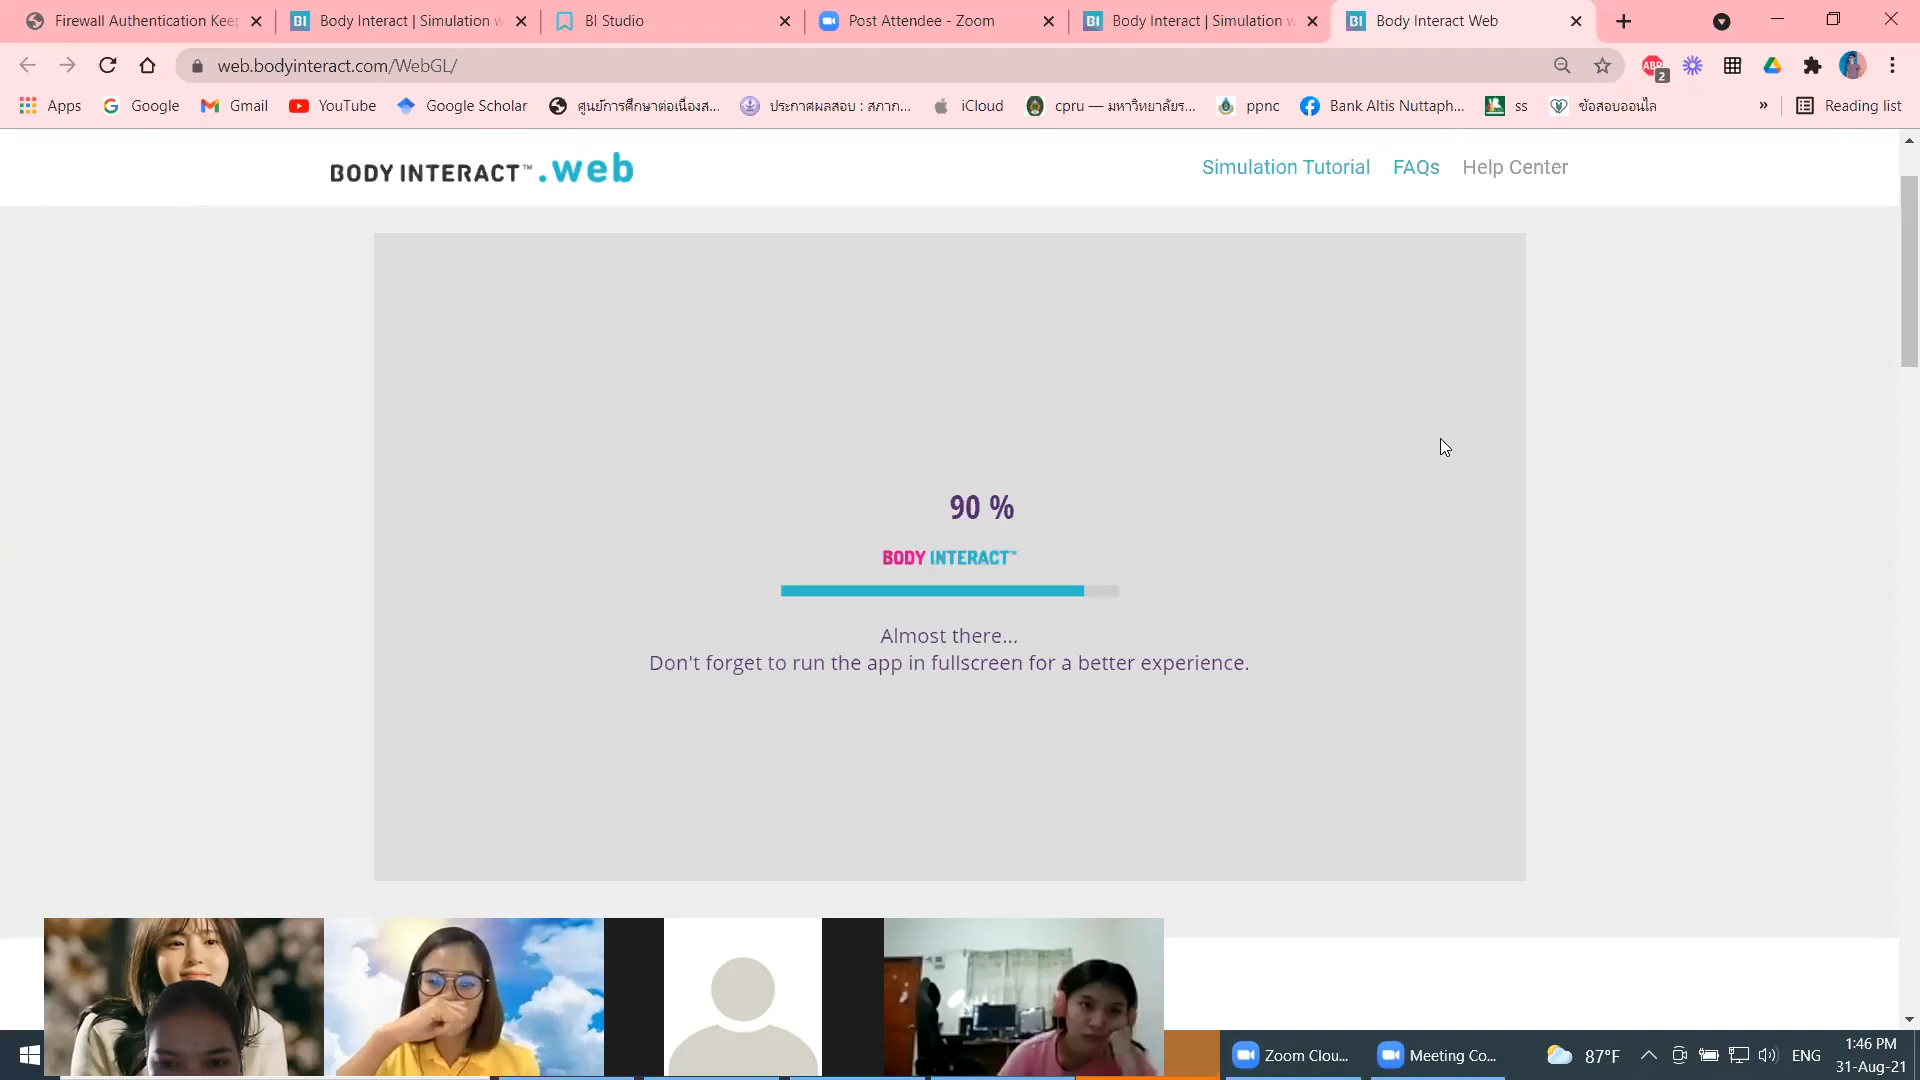 Firewall Authentication Kee
Body Interact | Simulation w
BI Studio
Post Attendee - Zoom
Body Interact | Simulation w
Body Interact Web
web.bodyinteract.com/WebGL/
ABP
2
Apps
Google
Gmail
YouTube
Google Scholar
ศูนย์การศึกษาต่อเนื่องส...
ประกาศผลสอบ : สภาก...
iCloud
cpru — มหาวิทยาลัยร...
ppnc
Bank Altis Nuttaph...
ss
ข้อสอบออนไล
»
Reading list
BODY INTERACT™ .web
Simulation Tutorial
FAQs
Help Center
90 %
BODY INTERACT™
Almost there...
Don't forget to run the app in fullscreen for a better experience.
Zoom Clou...
Meeting Co...
87°F
ENG
1:46 PM
31-Aug-21